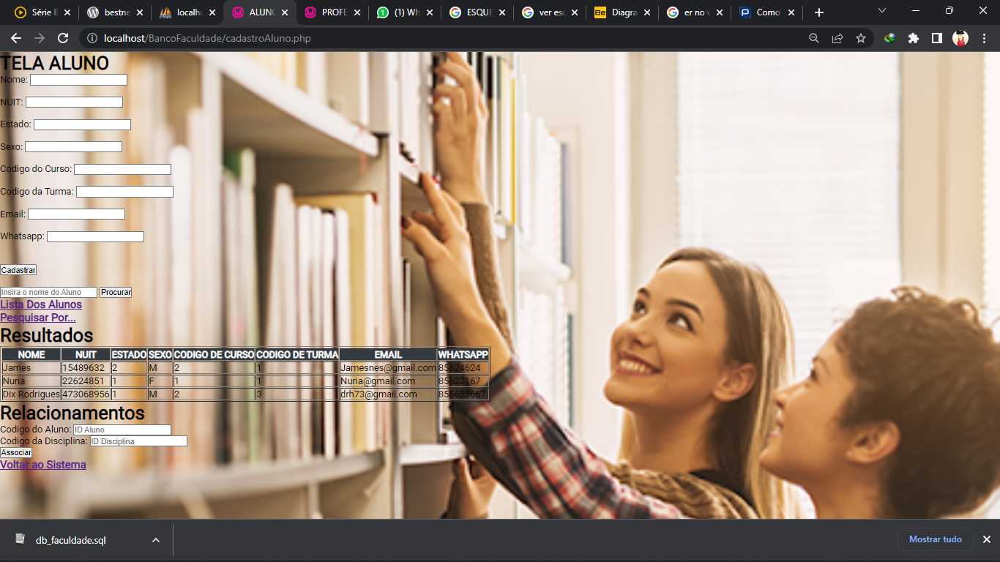 Série B
bestne
localho
ALUNO
PROFE
(1) Wh
ESQUE
ver esc
Be Diagra
er no w
Como
localhost/BancoFaculdade/cadastroAluno.php
TELA ALUNO
Nome:
NUIT:
Estado:
Sexo:
Codigo do Curso:
Codigo da Turma:
Email:
Whatsapp:
Cadastrar
Insira o nome do Aluno Procurar
Lista Dos Alunos
Pesquisar Por...
Resultados
NOME NUIT ESTADO SEXO CODIGO DE CURSO CODIGO DE TURMA EMAIL WHATSAPP
James 15489632 2 M 2 1 Jamesnes@gmail.com 85624624
Nuria 22624851 1 F 1 1 Nuria@gmail.com 85623167
Dix Rodrigues 473068956 1 M 2 3 drh73@gmail.com 855623667
Relacionamentos
Codigo do Aluno: ID Aluno
Codigo da Disciplina: ID Disciplina
Associar
Voltar ao Sistema
db_faculdade.sql
Mostrar tudo